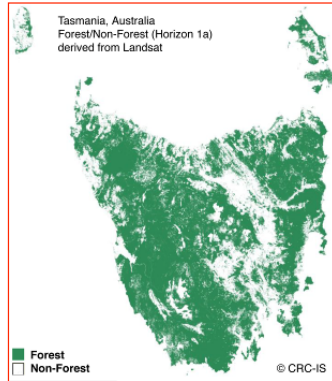 Tasmania, Australia
Forest/Non-Forest (Horizon 1a)
derived from Landsat
Forest
Non-Forest
© CRC-IS